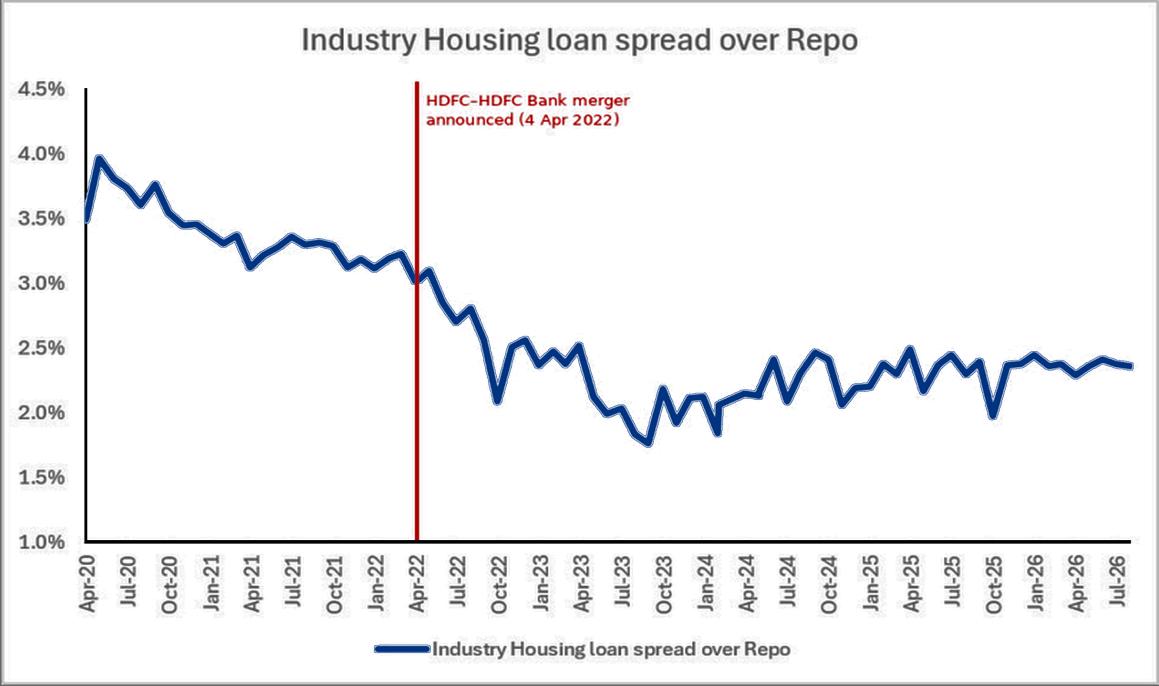 Industry Housing loan spread over Repo
4.5%
HDFC–HDFC Bank merger
announced (4 Apr 2022)
4.0%
3.5%
3.0%
2.5%
2.0%
1.5%
1.0%
Apr-20
Jul-20
Oct-20
Jan-21
Apr-21
Jul-21
Oct-21
Jan-22
Apr-22
Jul-22
Oct-22
Jan-23
Apr-23
Jul-23
Oct-23
Jan-24
Apr-24
Jul-24
Oct-24
Jan-25
Apr-25
Jul-25
Oct-25
Jan-26
Apr-26
Jul-26
Industry Housing loan spread over Repo